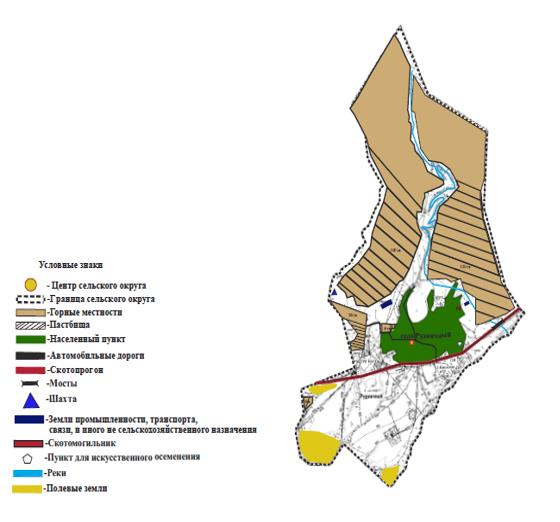 Условные знаки
- Центр сельского округа
-Граница сельского округа
-Горные местности
-Пастбища
-Населенный пункт
-Автомобильные дороги
-Скотопрогон
-Мосты
-Шахта
-Земли промышленности, транспорта,
связи, и иного не сельскохозяйственного назначения
-Скотомогильник
-Пункт для искусственного осеменения
-Реки
-Полевые земли
Рудничный